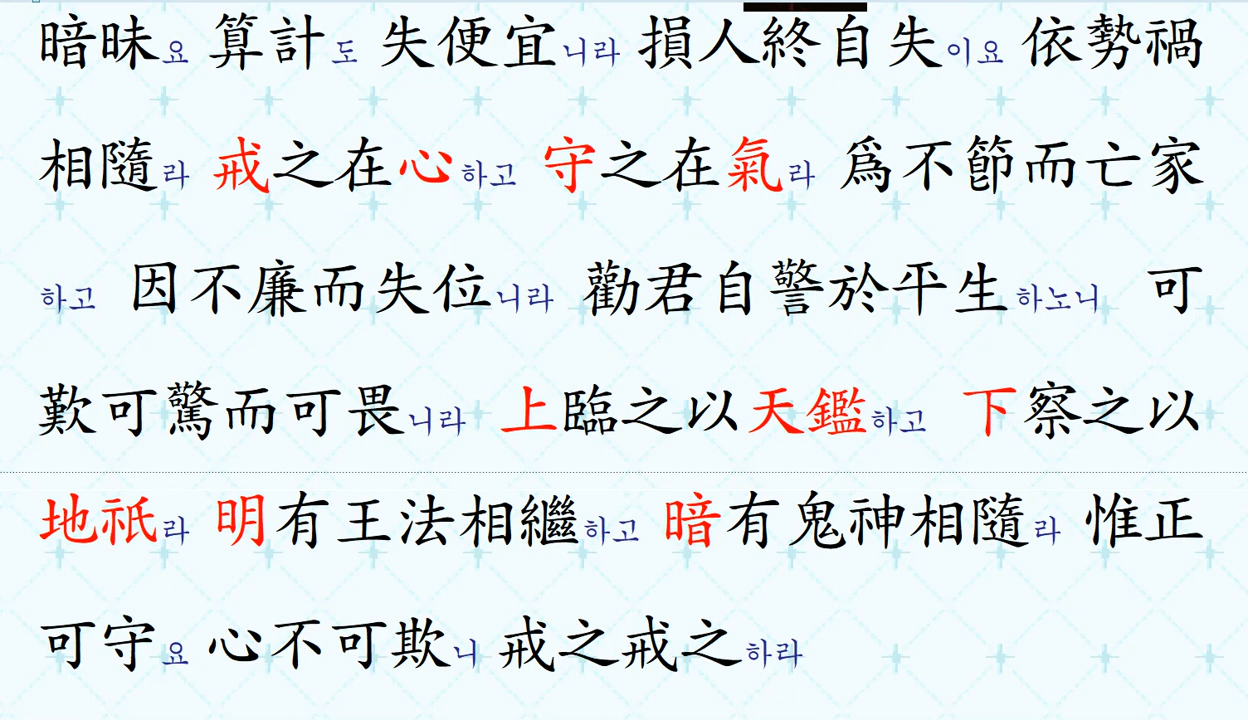 暗昧요 算計도 失便宜니라 損人終自失이요 依勢禍
相隨라 戒之在心하고 守之在氣라 爲不節而亡家
하고 因不廉而失位니라 勸君自警於平生하노니 可
歎可驚而可畏니라 上臨之以天鑑하고 下察之以
地祇라 明有王法相繼하고 暗有鬼神相隨라 惟正
可守요 心不可欺니 戒之戒之하라